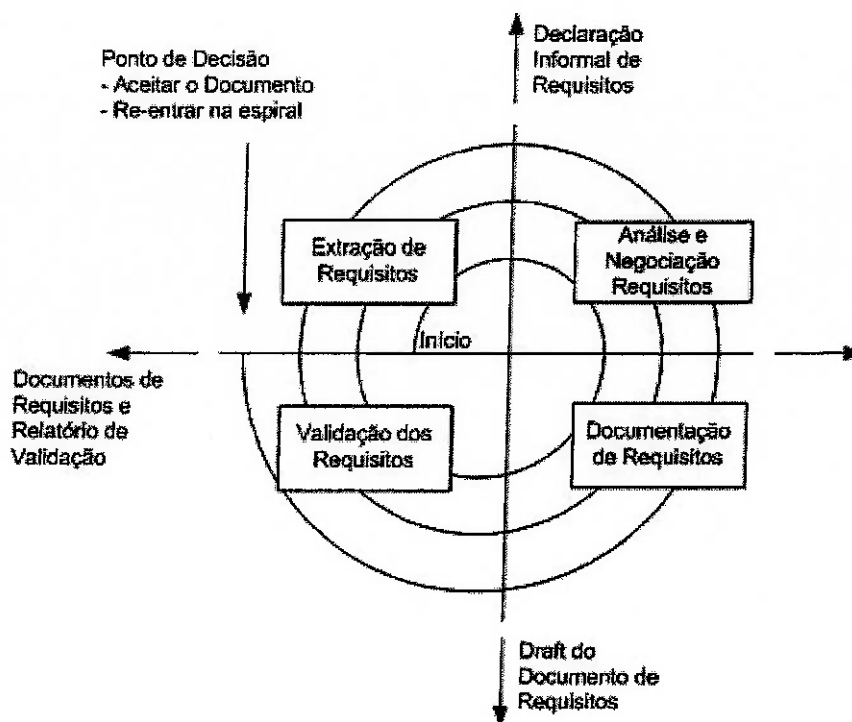 Ponto de Decisão
- Aceitar o Documento
- Re-entrar na espiral
Declaração
Informal de
Requisitos
Extração de
Requisitos
Análise e
Negociação
Requisitos
Início
Documentos de
Requisitos e
Relatório de
Validação
Validação dos
Requisitos
Documentação
de Requisitos
Draft do
Documento de
Requisitos